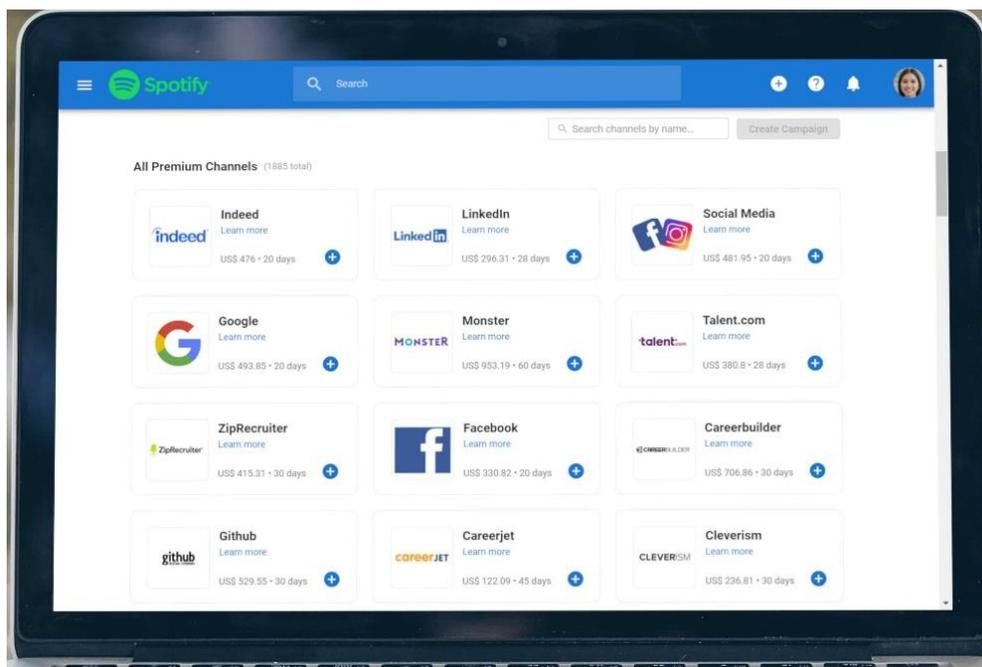 Spotify
Search
Search channels by name...
Create Campaign
All Premium Channels (1885 total)
indeed
Indeed
Learn more
US$ 476 • 20 days
Linked in
LinkedIn
Learn more
US$ 296.31 • 28 days
Social Media
Learn more
US$ 481.95 • 20 days
Google
Learn more
US$ 493.85 • 20 days
MONSTER
Monster
Learn more
US$ 953.19 • 60 days
talent.com
Talent.com
Learn more
US$ 380.8 • 28 days
ZipRecruiter
ZipRecruiter
Learn more
US$ 415.31 • 30 days
Facebook
Learn more
US$ 330.82 • 20 days
CAREERBUILDER
Careerbuilder
Learn more
US$ 706.86 • 30 days
github
Github
Learn more
US$ 529.55 • 30 days
careerJET
Careerjet
Learn more
US$ 122.09 • 45 days
CLEVERISM
Cleverism
Learn more
US$ 236.81 • 30 days